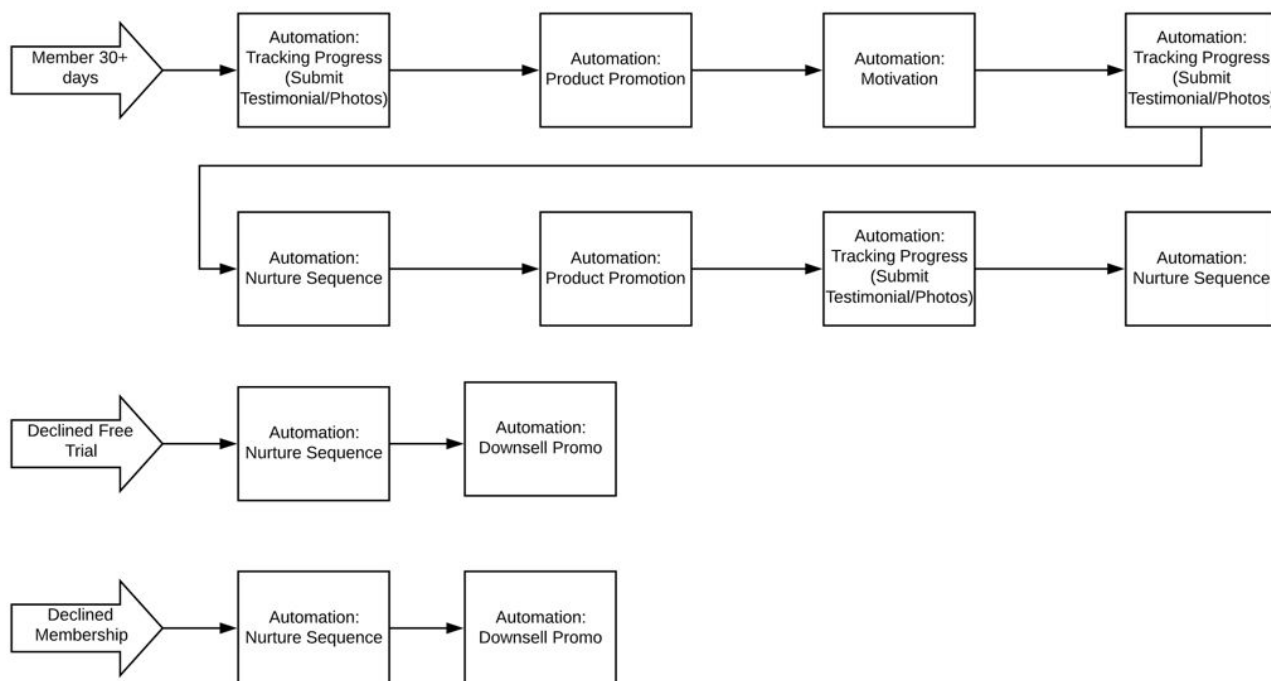 Member 30+
days
Automation:
Tracking Progress
(Submit
Testimonial/Photos)
Automation:
Product Promotion
Automation:
Motivation
Automation:
Tracking Progress
(Submit
Testimonial/Photos)
Automation:
Nurture Sequence
Automation:
Product Promotion
Automation:
Tracking Progress
(Submit
Testimonial/Photos)
Automation:
Nurture Sequence
Declined Free
Trial
Automation:
Nurture Sequence
Automation:
Downsell Promo
Declined
Membership
Automation:
Nurture Sequence
Automation:
Downsell Promo